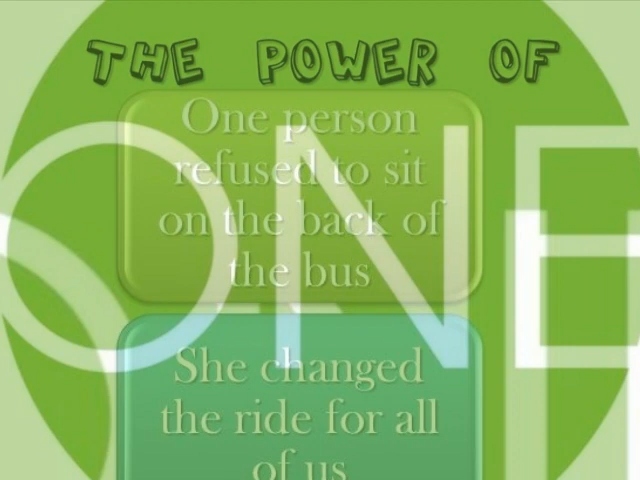 THE POWER OF
ONE
One person
refused to sit
on the back of
the bus
She changed
the ride for all
of us